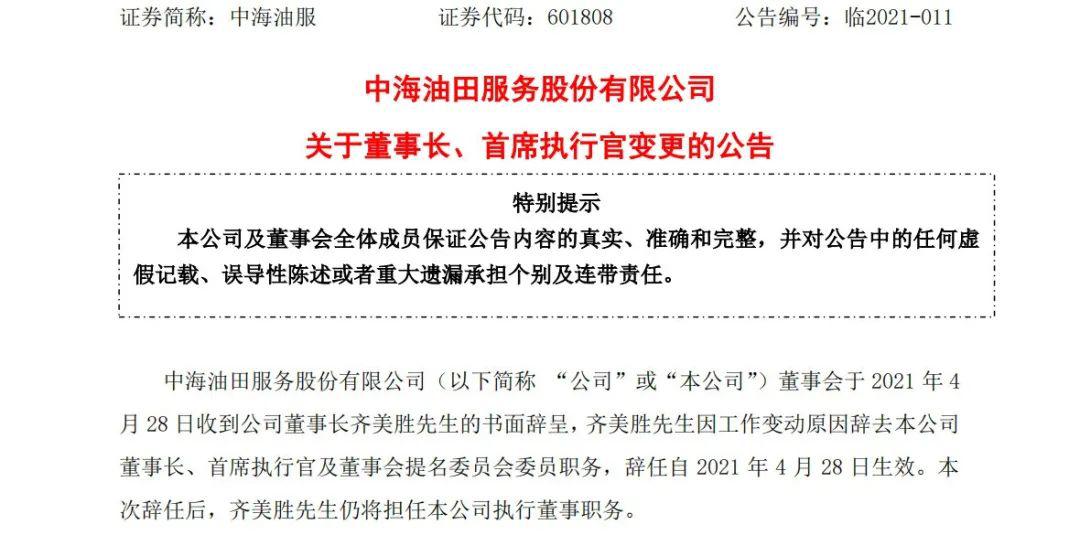 证券简称：中海油服 证券代码：601808 公告编号：临2021-011
中海油田服务股份有限公司
关于董事长、首席执行官变更的公告
特别提示
本公司及董事会全体成员保证公告内容的真实、准确和完整，并对公告中的任何虚
假记载、误导性陈述或者重大遗漏承担个别及连带责任。
中海油田服务股份有限公司（以下简称 “公司”或“本公司”）董事会于 2021 年 4
月 28 日收到公司董事长齐美胜先生的书面辞呈，齐美胜先生因工作变动原因辞去本公司
董事长、首席执行官及董事会提名委员会委员职务，辞任自 2021 年 4 月 28 日生效。本
次辞任后，齐美胜先生仍将担任本公司执行董事职务。